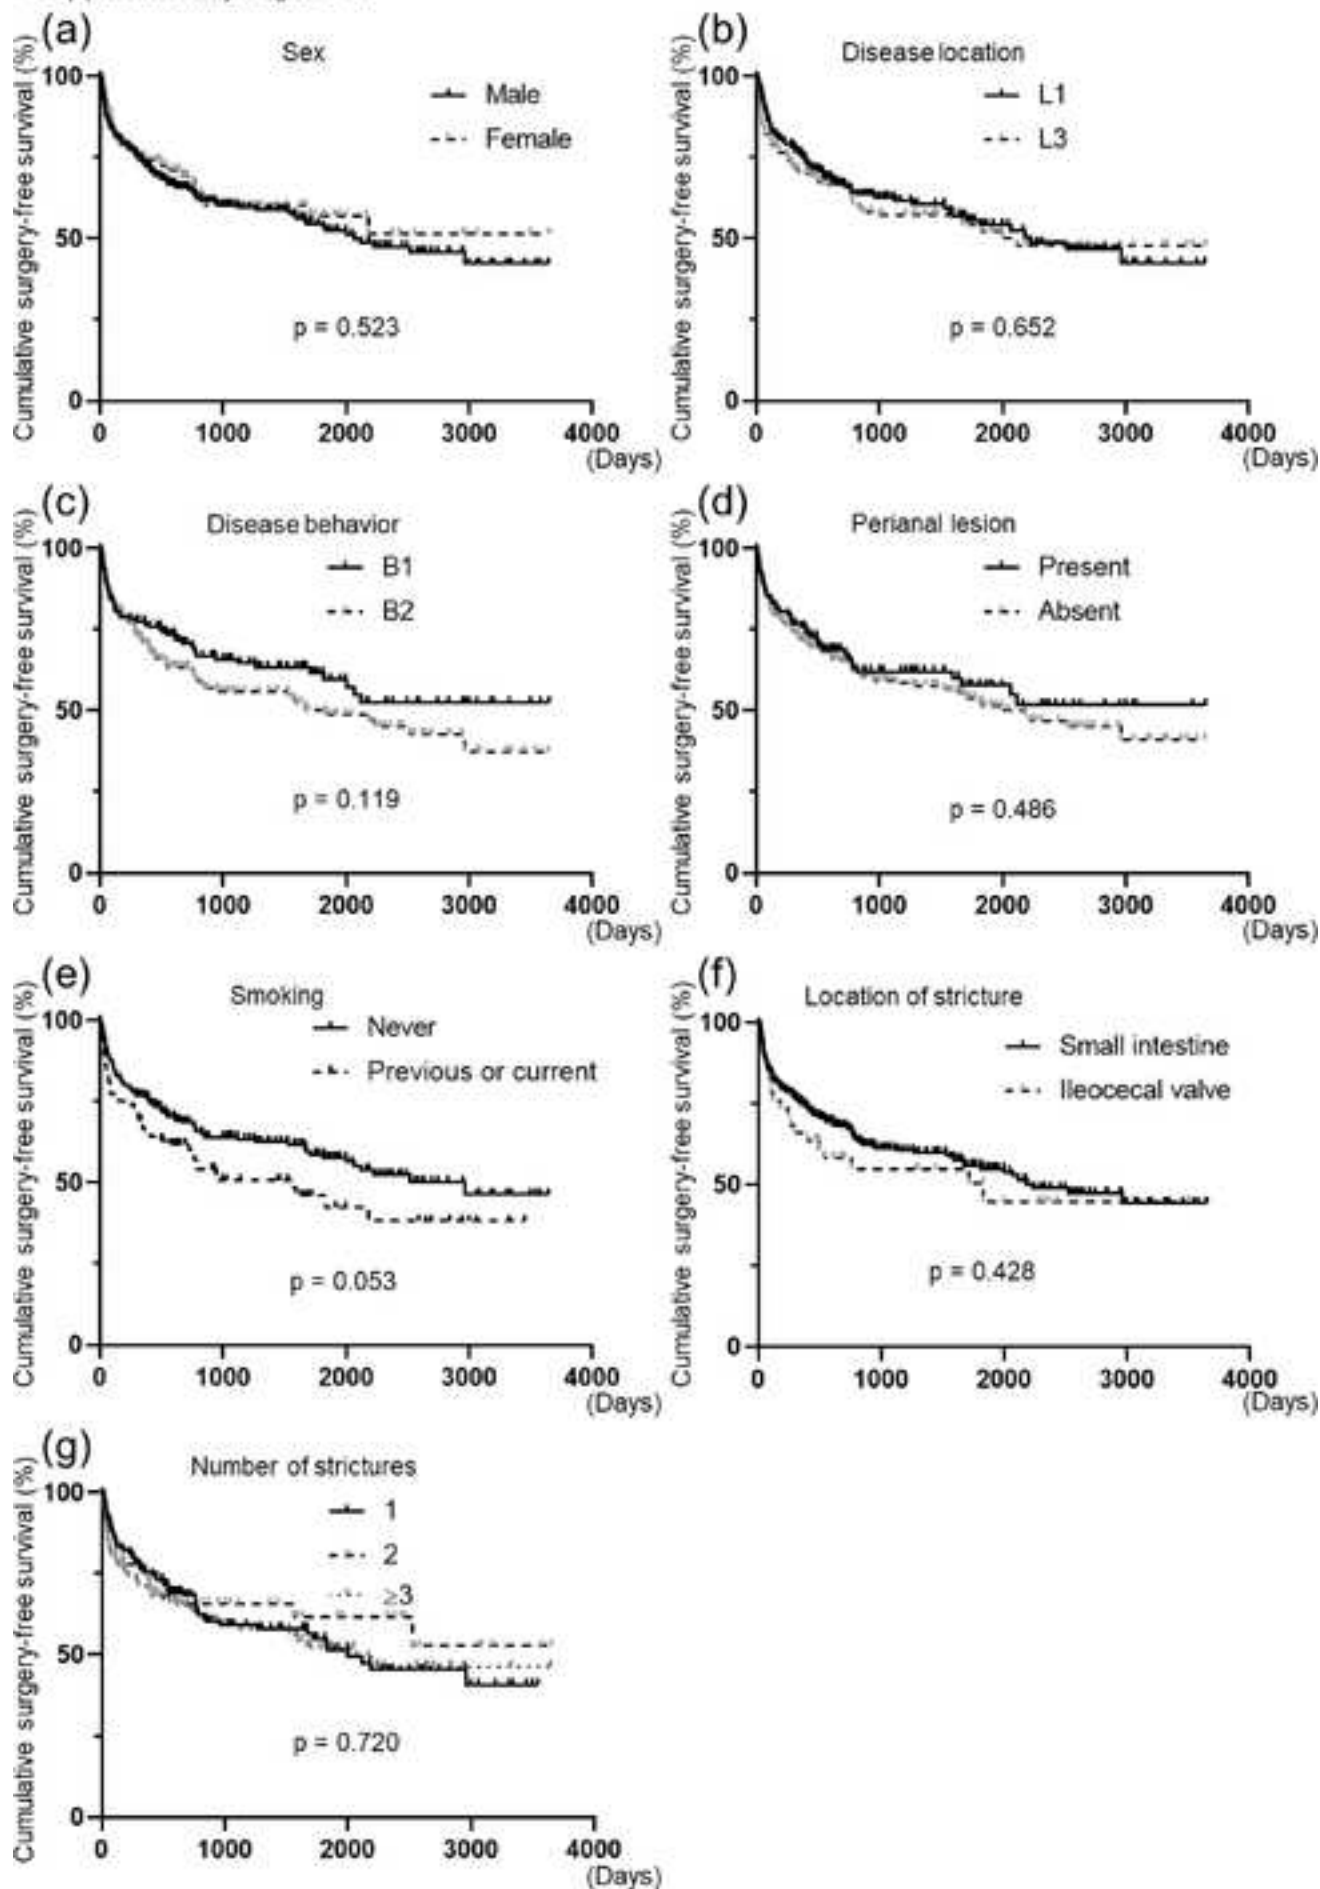 (a)
Sex
Cumulative surgery-free survival (%)
100
50
0
Male
Female
p = 0.523
0 1000 2000 3000 4000
(Days)
(b)
Disease location
Cumulative surgery-free survival (%)
100
50
0
L1
L3
p = 0.652
0 1000 2000 3000 4000
(Days)
(c)
Disease behavior
Cumulative surgery-free survival (%)
100
50
0
B1
B2
p = 0.119
0 1000 2000 3000 4000
(Days)
(d)
Perianal lesion
Cumulative surgery-free survival (%)
100
50
0
Present
Absent
p = 0.486
0 1000 2000 3000 4000
(Days)
(e)
Smoking
Cumulative surgery-free survival (%)
100
50
0
Never
Previous or current
p = 0.053
0 1000 2000 3000 4000
(Days)
(f)
Location of stricture
Cumulative surgery-free survival (%)
100
50
0
Small intestine
Ileocecal valve
p = 0.428
0 1000 2000 3000 4000
(Days)
(g)
Number of strictures
Cumulative surgery-free survival (%)
100
50
0
1
2
≥3
p = 0.720
0 1000 2000 3000 4000
(Days)